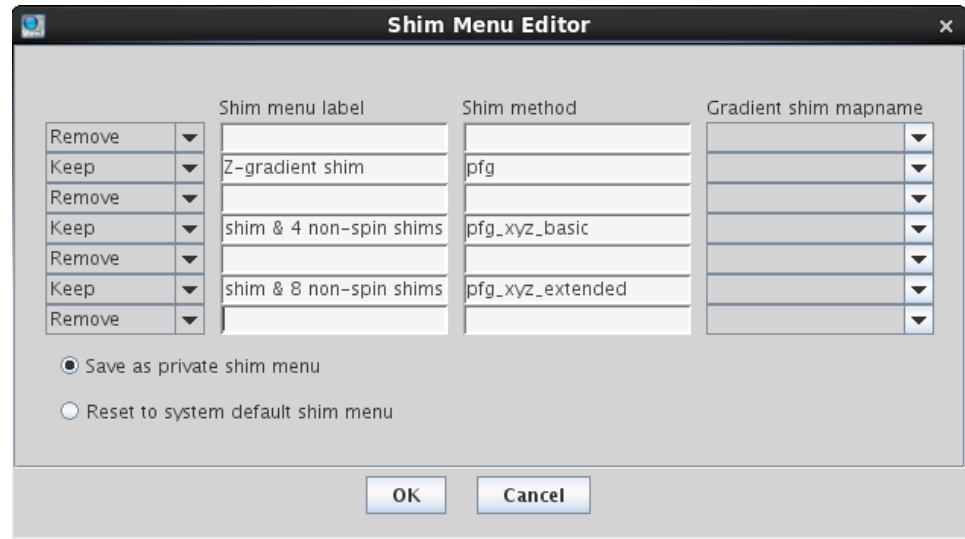 Shim Menu Editor
Shim menu label Shim method Gradient shim mapname
Remove
Keep Z-gradient shim pfg
Remove
Keep shim & 4 non-spin shims pfg_xyz_basic
Remove
Keep shim & 8 non-spin shims pfg_xyz_extended
Remove
Save as private shim menu
Reset to system default shim menu
OK Cancel